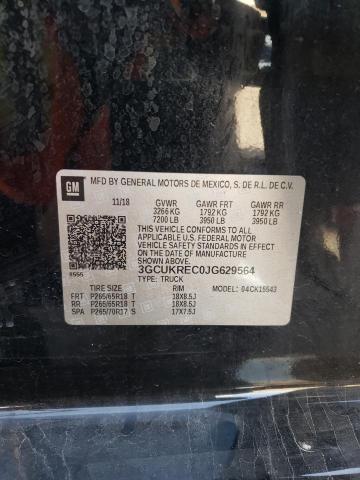 GM
MFD BY GENERAL MOTORS DE MEXICO, S. DE R.L. DE C.V.
11/18 GVWR GAWR FRT GAWR RR
3266 KG 1792 KG 1792 KG
7200 LB 3950 LB 3950 LB
THIS VEHICLE CONFORMS TO ALL
APPLICABLE U.S. FEDERAL MOTOR
VEHICLE SAFETY STANDARDS IN
EFFECT ON THE DATE OF
MANUFACTURE SHOWN ABOVE.
3GCUKREC0JG629564
TYPE: TRUCK
TIRE SIZE RIM MODEL: 04CK15543
FRT P265/65R18 T 18X8.5J
RR P265/65R18 T 18X8.5J
SPA P265/70R17 S 17X7.5J